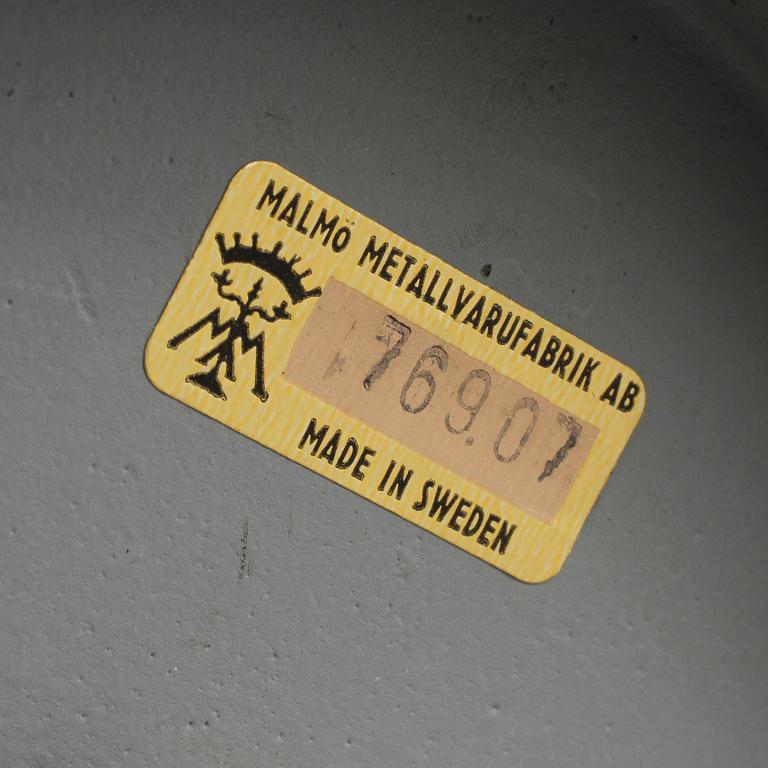 MALMÖ METALLVARUFABRIK AB
769.07
MADE IN SWEDEN